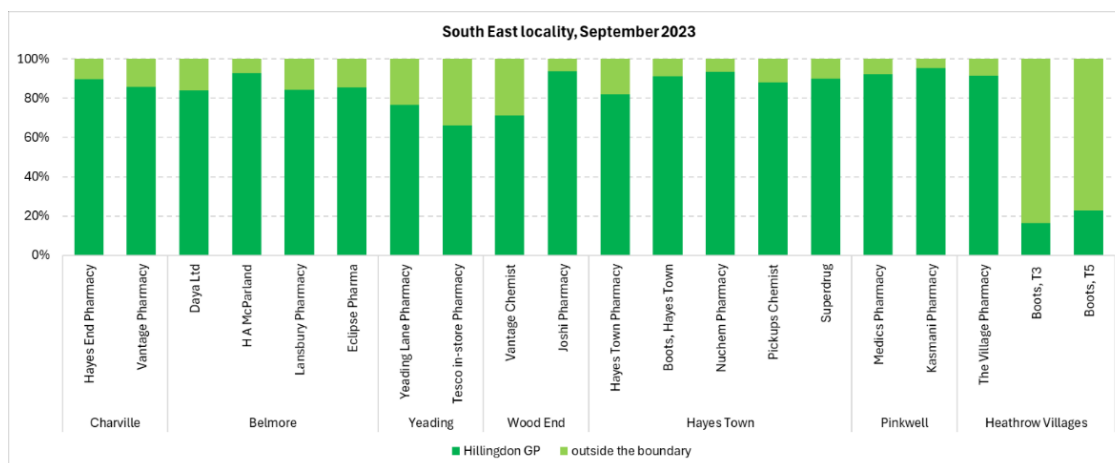 South East locality, September 2023
100%
80%
60%
40%
20%
0%
Hayes End Pharmacy
Vantage Pharmacy
Daya Ltd
H A McParland
Lansbury Pharmacy
Eclipse Pharma
Yeading Lane Pharmacy
Tesco in-store Pharmacy
Vantage Chemist
Joshi Pharmacy
Hayes Town Pharmacy
Boots, Hayes Town
Nuchem Pharmacy
Pickups Chemist
Superdrug
Medics Pharmacy
Kasmani Pharmacy
The Village Pharmacy
Boots, T3
Boots, T5
Charville
Belmore
Yeading
Wood End
Hayes Town
Pinkwell
Heathrow Villages
Hillingdon GP
outside the boundary